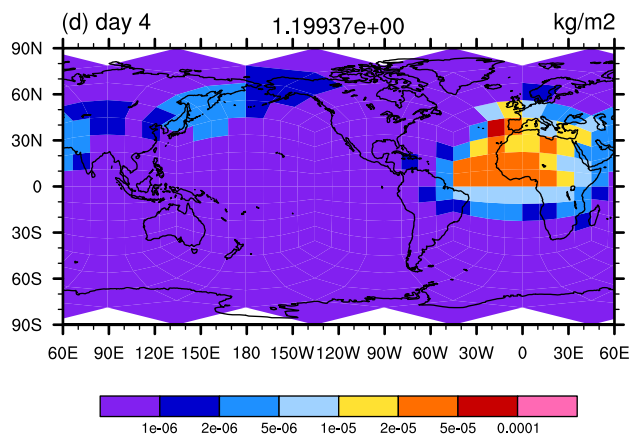 (d) day 4 1.19937e+00 kg/m2
90N
60N
30N
0
30S
60S
90S
60E 90E 120E 150E 180 150W 120W 90W 60W 30W 0 30E 60E
1e-06 2e-06 5e-06 1e-05 2e-05 5e-05 0.0001